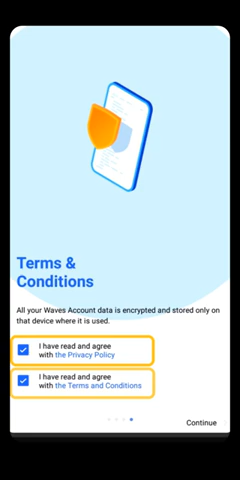 Terms &
Conditions
All your Waves Account data is encrypted and stored only on
that device where it is used.
I have read and agree
with the Privacy Policy
I have read and agree
with the Terms and Conditions
Continue